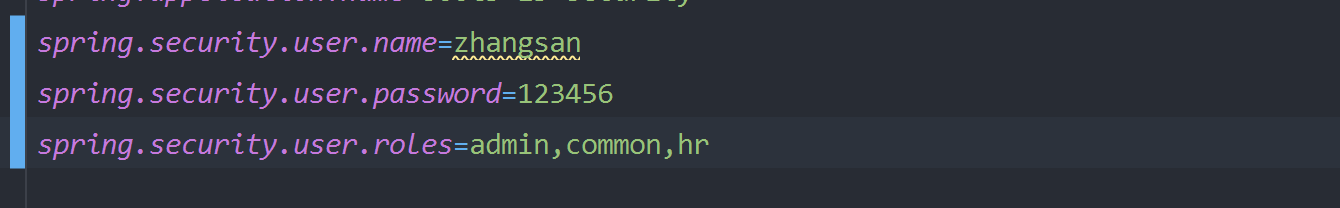 spring.security.user.name=zhangsan
spring.security.user.password=123456
spring.security.user.roles=admin,common,hr